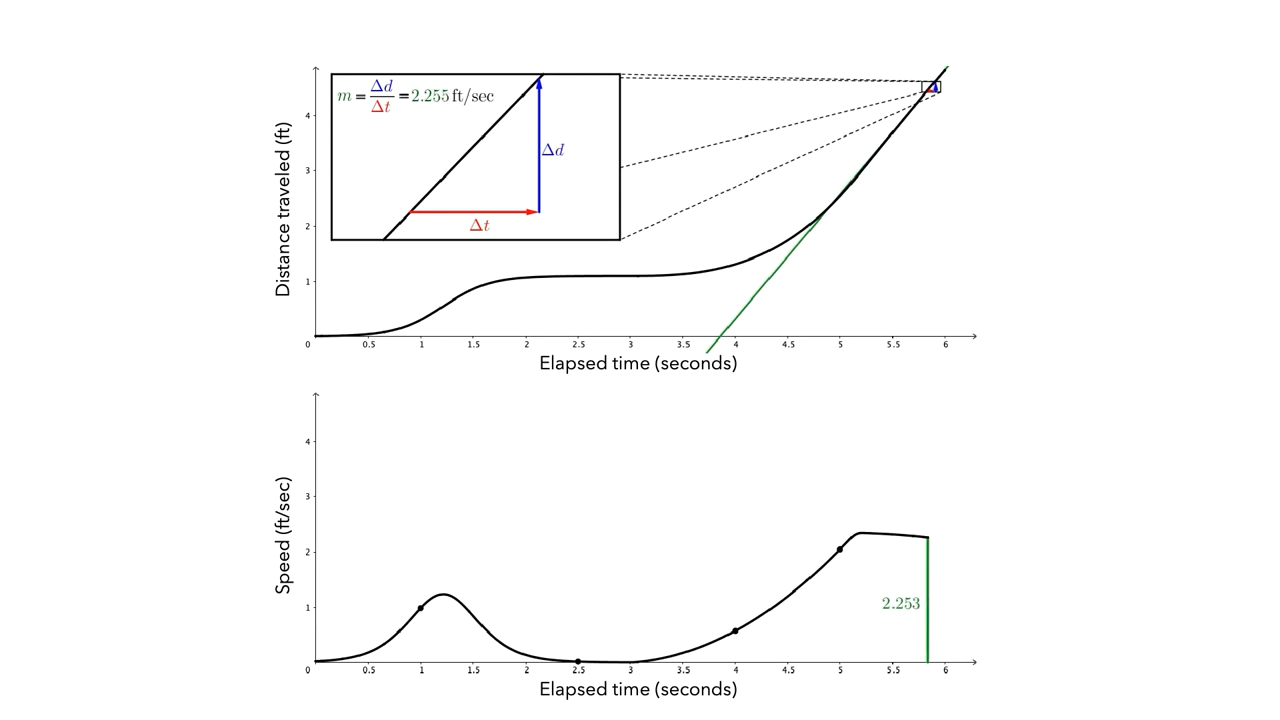 m = Δd/Δt = 2.255 ft/sec
Δd
Δt
Distance traveled (ft)
4
3
2
1
0 0.5 1 1.5 2 2.5 3 3.5 4 4.5 5 5.5 6
Elapsed time (seconds)
Speed (ft/sec)
4
3
2
1
2.253
0 0.5 1 1.5 2 2.5 3 3.5 4 4.5 5 5.5 6
Elapsed time (seconds)